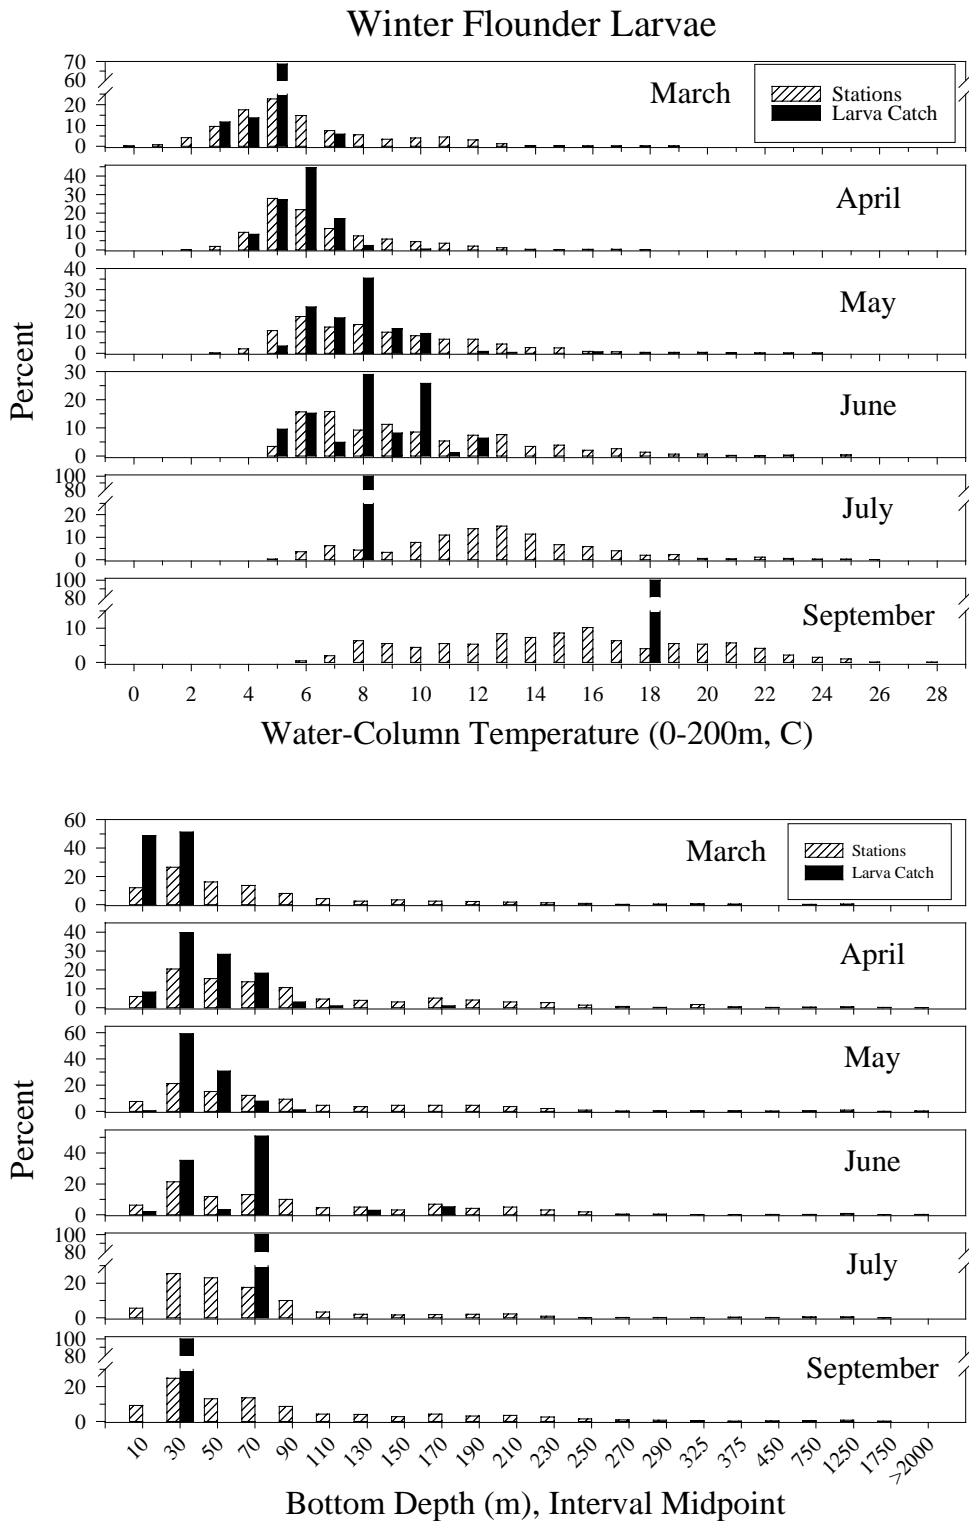 Winter Flounder Larvae
Percent
70
60
20
10
0
March
Stations
Larva Catch
40
30
20
10
0
April
40
30
20
10
0
May
30
20
10
0
June
100
80
20
10
0
July
100
80
10
0
September
0 2 4 6 8 10 12 14 16 18 20 22 24 26 28
Water-Column Temperature (0-200m, C)
Percent
60
40
20
0
March
Stations
Larva Catch
40
30
20
10
0
April
60
40
20
0
May
40
20
0
June
100
80
20
0
July
100
80
20
0
September
10 30 50 70 90 110 130 150 170 190 210 230 250 270 290 325 375 450 750 1250 1750 >2000
Bottom Depth (m), Interval Midpoint